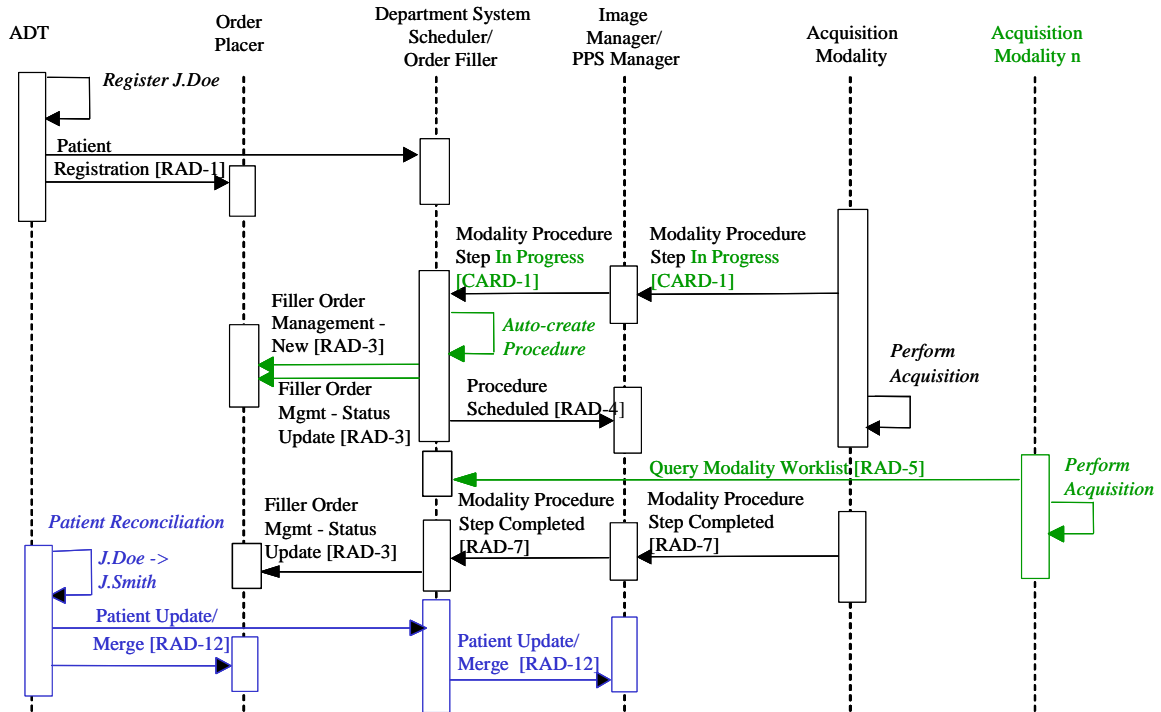 ADT
Order
Placer
Department System
Scheduler/
Order Filler
Image
Manager/
PPS Manager
Acquisition
Modality
Acquisition
Modality n
Register J.Doe
Patient
Registration [RAD-1]
Modality Procedure
Step In Progress
[CARD-1]
Modality Procedure
Step In Progress
[CARD-1]
Filler Order
Management -
New [RAD-3]
Auto-create
Procedure
Perform
Acquisition
Filler Order
Mgmt - Status
Update [RAD-3]
Procedure
Scheduled [RAD-4]
Query Modality Worklist [RAD-5]
Perform
Acquisition
Patient Reconciliation
Filler Order
Mgmt - Status
Update [RAD-3]
Modality Procedure
Step Completed
[RAD-7]
Modality Procedure
Step Completed
[RAD-7]
J.Doe ->
J.Smith
Patient Update/
Merge [RAD-12]
Patient Update/
Merge  [RAD-12]